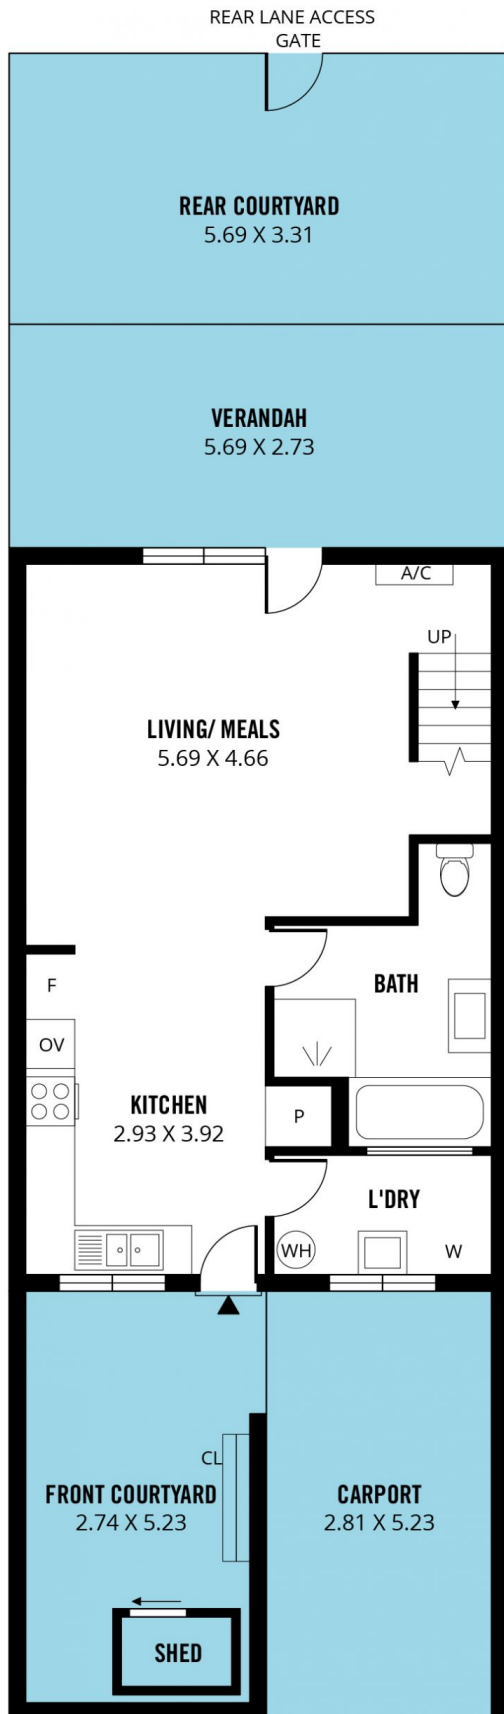 REAR LANE ACCESS
GATE
REAR COURTYARD
5.69 X 3.31
VERANDAH
5.69 X 2.73
A/C
UP
LIVING/ MEALS
5.69 X 4.66
F
BATH
OV
KITCHEN
2.93 X 3.92
P
L'DRY
WH
W
CL
FRONT COURTYARD
2.74 X 5.23
CARPORT
2.81 X 5.23
SHED